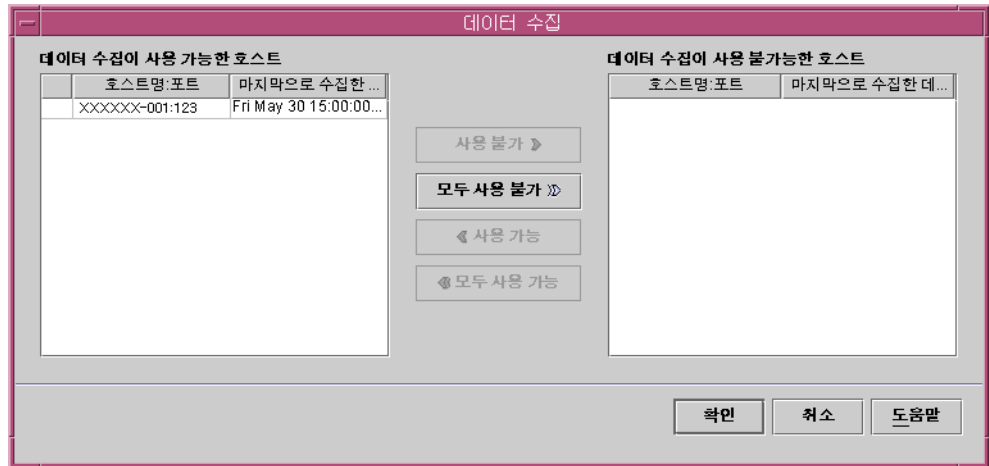 데이터 수집
데이터 수집이 사용 가능한 호스트
호스트명:포트 마지막으로 수집한 ...
XXXXXX-001:123 Fri May 30 15:00:00...
사용 불가
모두 사용 불가
사용 가능
모두 사용 가능
데이터 수집이 사용 불가능한 호스트
호스트명:포트 마지막으로 수집한 데...
확인 취소 도움말